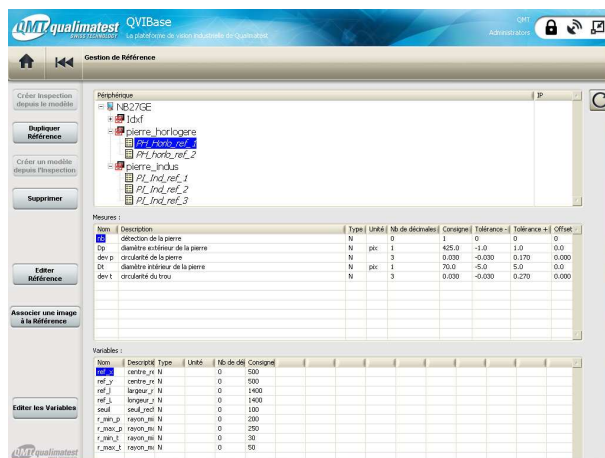 QMT qualimatest
SWISS TECHNOLOGY
QVIBase
La plateforme de vision industrielle de Qualimatest
QMT
Administrators
Gestion de Référence
Créer Inspection
depuis le modèle
Dupliquer
Référence
Créer un modèle
depuis l'Inspection
Supprimer
Editer
Référence
Associer une image
à la Référence
Editer les Variables
Périphérique IP
NB27GE
Idxf
pierre_horlogere
PH_Horlo_ref_1
PH_horlo_ref_2
pierre_indus
PI_Ind_ref_1
PI_Ind_ref_2
PI_Ind_ref_3
Mesures :
Nom Description Type Unité Nb de décimales Consigne Tolérance - Tolérance + Offset
nb détection de la pierre N 0 1 0 0 0
Dp diamètre extérieur de la pierre N pix 1 425.0 -1.0 1.0 0.0
dev p circularité de la pierre N 3 0.030 -0.030 0.170 0.000
Dt diamètre intérieur de la pierre N pix 1 70.0 -5.0 5.0 0.0
dev t circularité du trou N 3 0.030 -0.030 0.270 0.000
Variables :
Nom Descriptif Type Unité Nb de dé Consigne
ref_x centre_re N 0 500
ref_y centre_re N 0 500
ref_l largeur_r N 0 1400
ref_L longeur_r N 0 1400
seuil seuil_recf N 0 100
r_min_p rayon_mi N 0 200
r_max_p rayon_m N 0 250
r_min_t rayon_mi N 0 30
r_max_t rayon_m N 0 50
QMT qualimatest